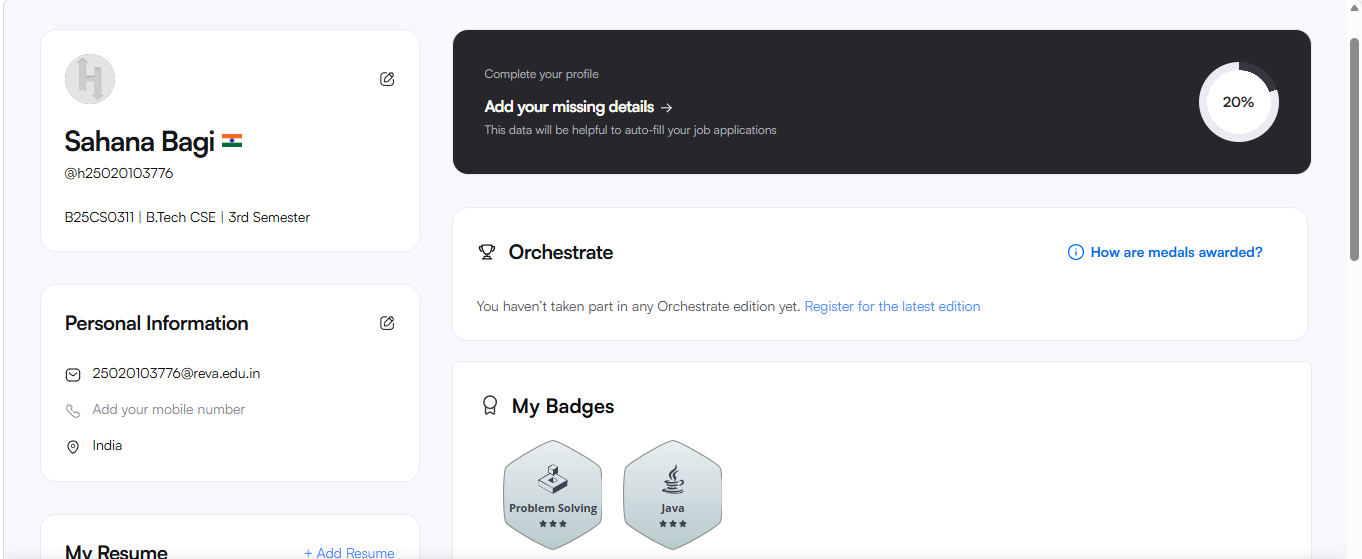 Sahana Bagi
@h25020103776
B25CS0311 | B.Tech CSE | 3rd Semester
Personal Information
25020103776@reva.edu.in
Add your mobile number
India
My Resume
+ Add Resume
Complete your profile
Add your missing details →
This data will be helpful to auto-fill your job applications
20%
Orchestrate
How are medals awarded?
You haven't taken part in any Orchestrate edition yet. Register for the latest edition
My Badges
Problem Solving
Java